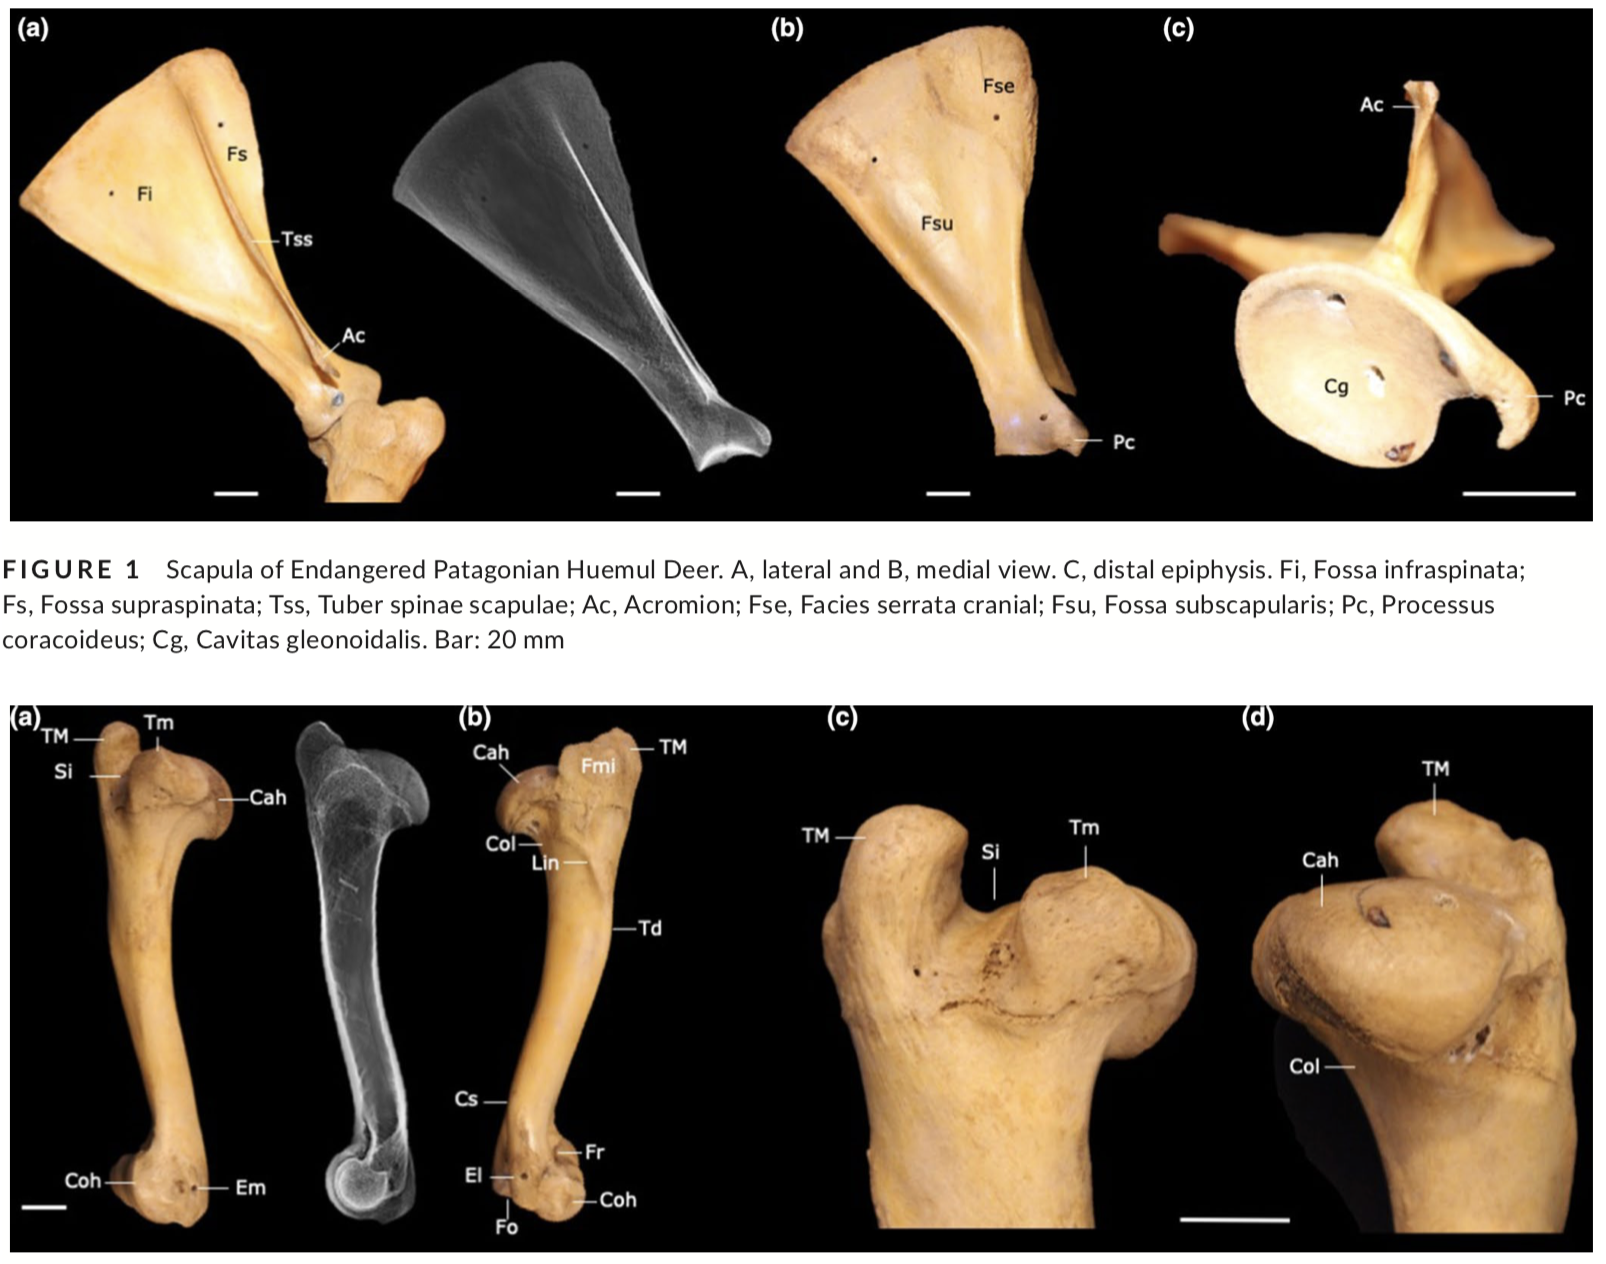 (a)
Fs
Fi
Tss
Ac
(b)
Fse
Fsu
Pc
(c)
Ac
Cg
Pc
FIGURE 1 Scapula of Endangered Patagonian Huemul Deer. A, lateral and B, medial view. C, distal epiphysis. Fi, Fossa infraspinata;
Fs, Fossa supraspinata; Tss, Tuber spinae scapulae; Ac, Acromion; Fse, Facies serrata cranial; Fsu, Fossa subscapularis; Pc, Processus
coracoideus; Cg, Cavitas gleonoidalis. Bar: 20 mm
(a)
TM
Tm
Si
Cah
Coh
Em
(b)
Cah
TM
Fmi
Col
Lin
Td
Cs
Fr
El
Coh
Fo
(c)
TM
Si
Tm
(d)
TM
Cah
Col